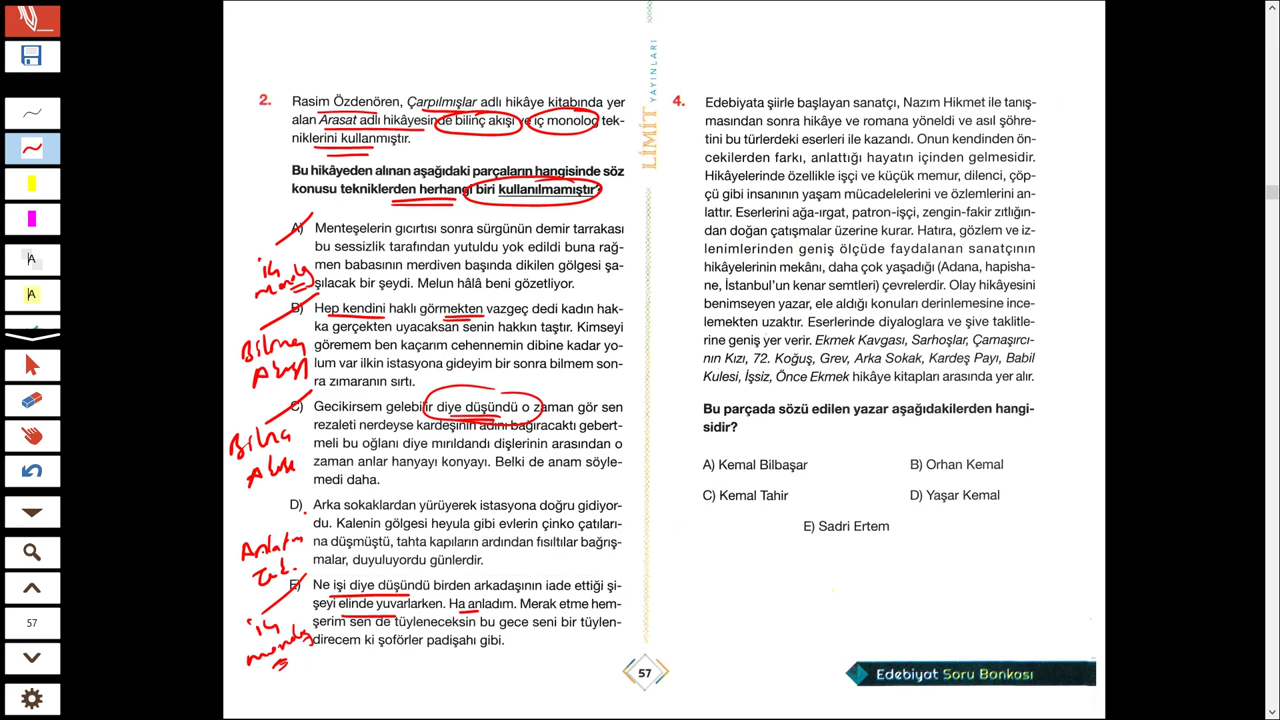 2. Rasim Özdenören, Çarpılmışlar adlı hikâye kitabında yer
alan Arasat adlı hikâyesinde bilinç akışı ve iç monolog tek-
niklerini kullanmıştır.
Bu hikâyeden alınan aşağıdaki parçaların hangisinde söz
konusu tekniklerden herhangi biri kullanılmamıştır?
A) Menteşelerin gıcırtısı sonra sürgünün demir tarrakası
bu sessizlik tarafından yutuldu yok edildi buna rağ-
men babasının merdiven başında dikilen gölgesi şa-
şılacak bir şeydi. Melun hâlâ beni gözetliyor.
iç
monolog
B) Hep kendini haklı görmekten vazgeç dedi kadın hak-
ka gerçekten uyacaksan senin hakkın taştır. Kimseyi
göremem ben kaçarım cehennemin dibine kadar yo-
lum var ilkin istasyona gideyim bir sonra bilmem son-
ra zımaranın sırtı.
Bilinç
Akışı
C) Gecikirsem gelebilir diye düşündü o zaman gör sen
rezaleti nerdeyse kardeşinin adını bağıracaktı gebert-
meli bu oğlanı diye mırıldandı dişlerinin arasından o
zaman anlar hanyayı konyayı. Belki de anam söyle-
medi daha.
Bilinç
Akışı
D) Arka sokaklardan yürüyerek istasyona doğru gidiyor-
du. Kalenin gölgesi heyula gibi evlerin çinko çatıları-
na düşmüştü, tahta kapıların ardından fısıltılar bağrış-
malar, duyuluyordu günlerdir.
Anlatım
Tek.
E) Ne işi diye düşündü birden arkadaşının iade ettiği şi-
şeyi elinde yuvarlarken. Ha anladım. Merak etme hem-
şerim sen de tüyleneceksin bu gece seni bir tüylen-
direcem ki şoförler padişahı gibi.
iç
monolog
LİMİT YAYINLARI
4. Edebiyata şiirle başlayan sanatçı, Nazım Hikmet ile tanış-
masından sonra hikâye ve romana yöneldi ve asıl şöhre-
tini bu türlerdeki eserleri ile kazandı. Onun kendinden ön-
cekilerden farkı, anlattığı hayatın içinden gelmesidir.
Hikâyelerinde özellikle işçi ve küçük memur, dilenci, çöp-
çü gibi insanının yaşam mücadelelerini ve özlemlerini an-
lattır. Eserlerini ağa-ırgat, patron-işçi, zengin-fakir zıtlığın-
dan doğan çatışmalar üzerine kurar. Hatıra, gözlem ve iz-
lenimlerinden geniş ölçüde faydalanan sanatçının
hikâyelerinin mekânı, daha çok yaşadığı (Adana, hapisha-
ne, İstanbul'un kenar semtleri) çevrelerdir. Olay hikâyesini
benimseyen yazar, ele aldığı konuları derinlemesine ince-
lemekten uzaktır. Eserlerinde diyaloglara ve şive taklitle-
rine geniş yer verir. Ekmek Kavgası, Sarhoşlar, Çamaşırcı-
nın Kızı, 72. Koğuş, Grev, Arka Sokak, Kardeş Payı, Babil
Kulesi, İşsiz, Önce Ekmek hikâye kitapları arasında yer alır.
Bu parçada sözü edilen yazar aşağıdakilerden hangi-
sidir?
A) Kemal Bilbaşar B) Orhan Kemal
C) Kemal Tahir D) Yaşar Kemal
E) Sadri Ertem
57
Edebiyat Soru Bankası
A
A
57